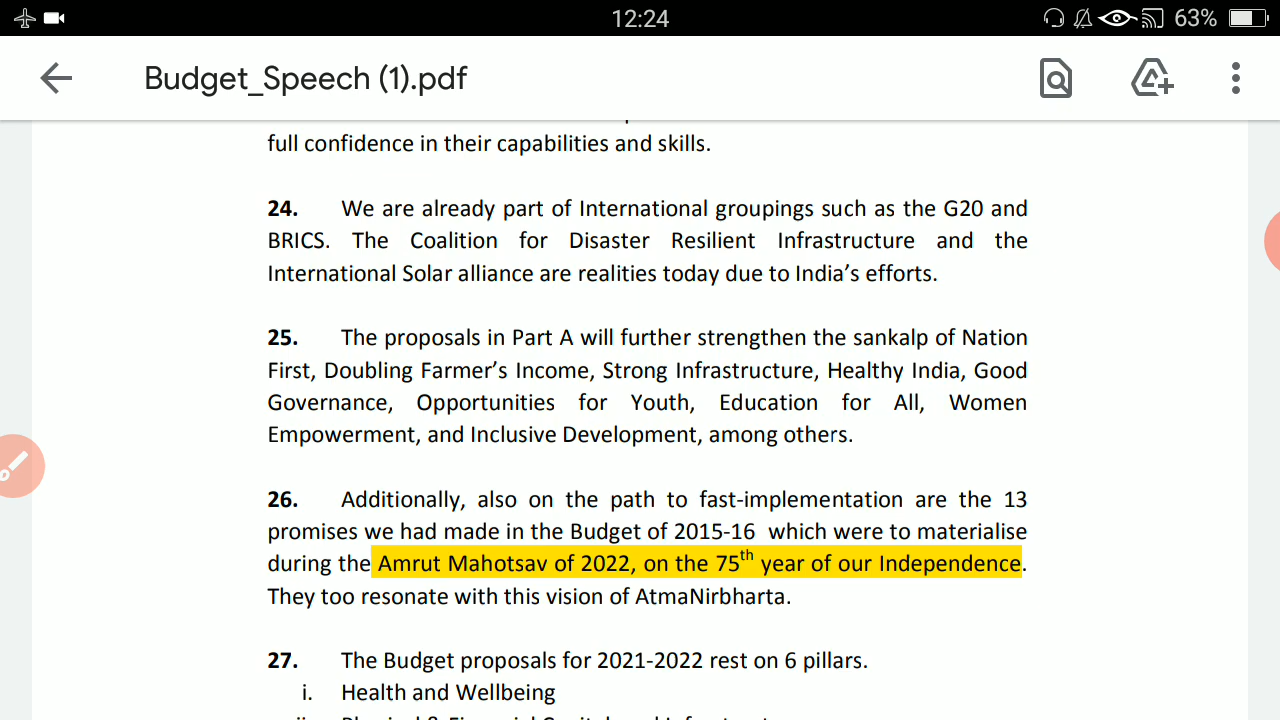 12:24
63%
Budget_Speech (1).pdf
full confidence in their capabilities and skills.
24. We are already part of International groupings such as the G20 and
BRICS. The Coalition for Disaster Resilient Infrastructure and the
International Solar alliance are realities today due to India’s efforts.
25. The proposals in Part A will further strengthen the sankalp of Nation
First, Doubling Farmer’s Income, Strong Infrastructure, Healthy India, Good
Governance, Opportunities for Youth, Education for All, Women
Empowerment, and Inclusive Development, among others.
26. Additionally, also on the path to fast-implementation are the 13
promises we had made in the Budget of 2015-16 which were to materialise
during the Amrut Mahotsav of 2022, on the 75th year of our Independence.
They too resonate with this vision of AtmaNirbharta.
27. The Budget proposals for 2021-2022 rest on 6 pillars.
i. Health and Wellbeing